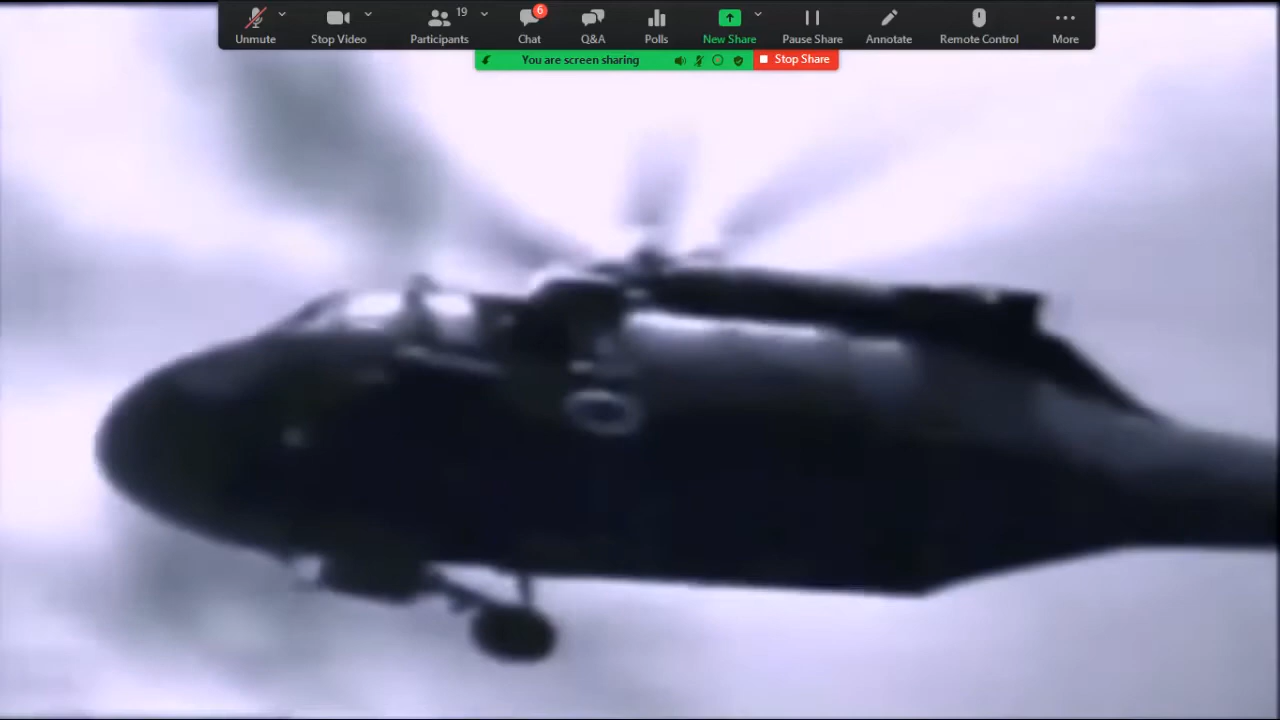 Unmute
Stop Video
19
Participants
6
Chat
Q&A
Polls
New Share
Pause Share
Annotate
Remote Control
More
You are screen sharing
Stop Share